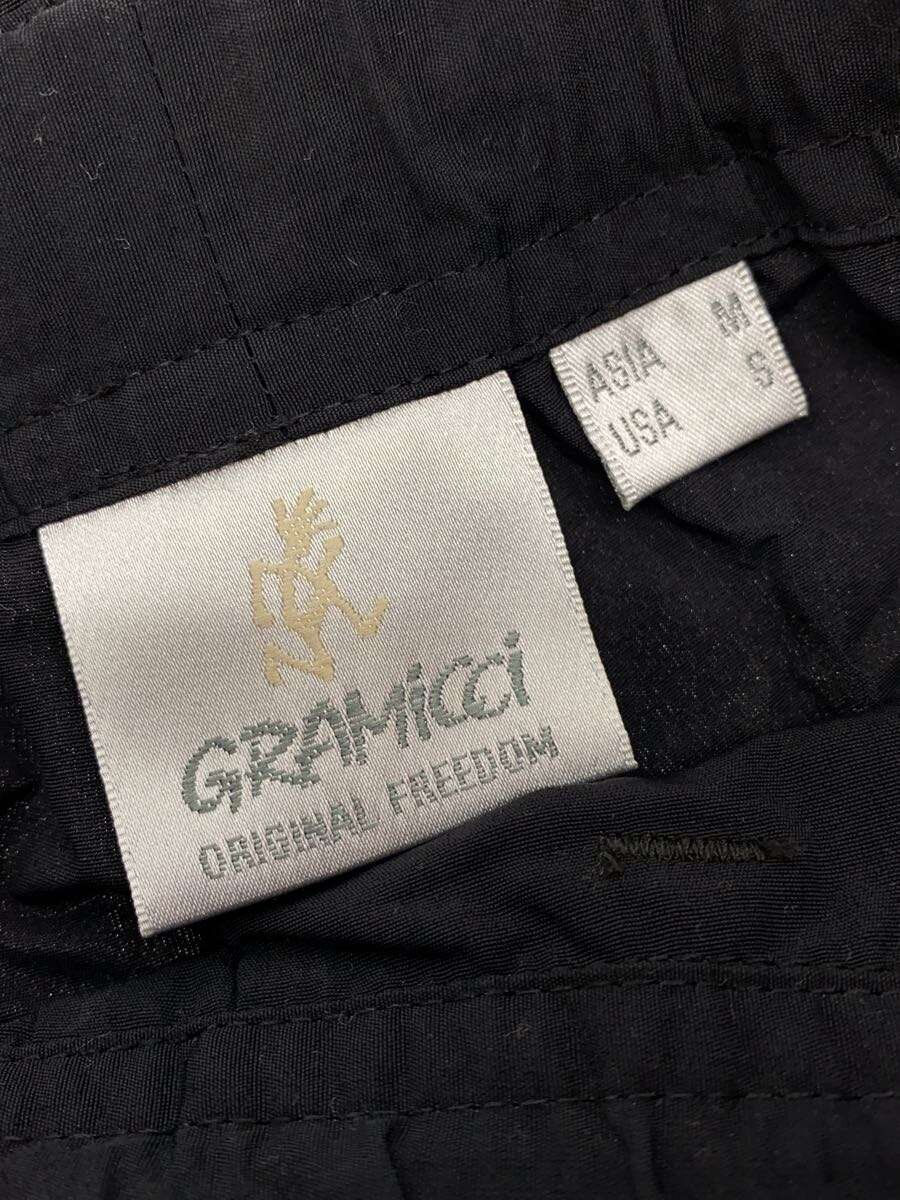 ASIA M
USA S
GRAMiCCi
ORIGINAL FREEDOM